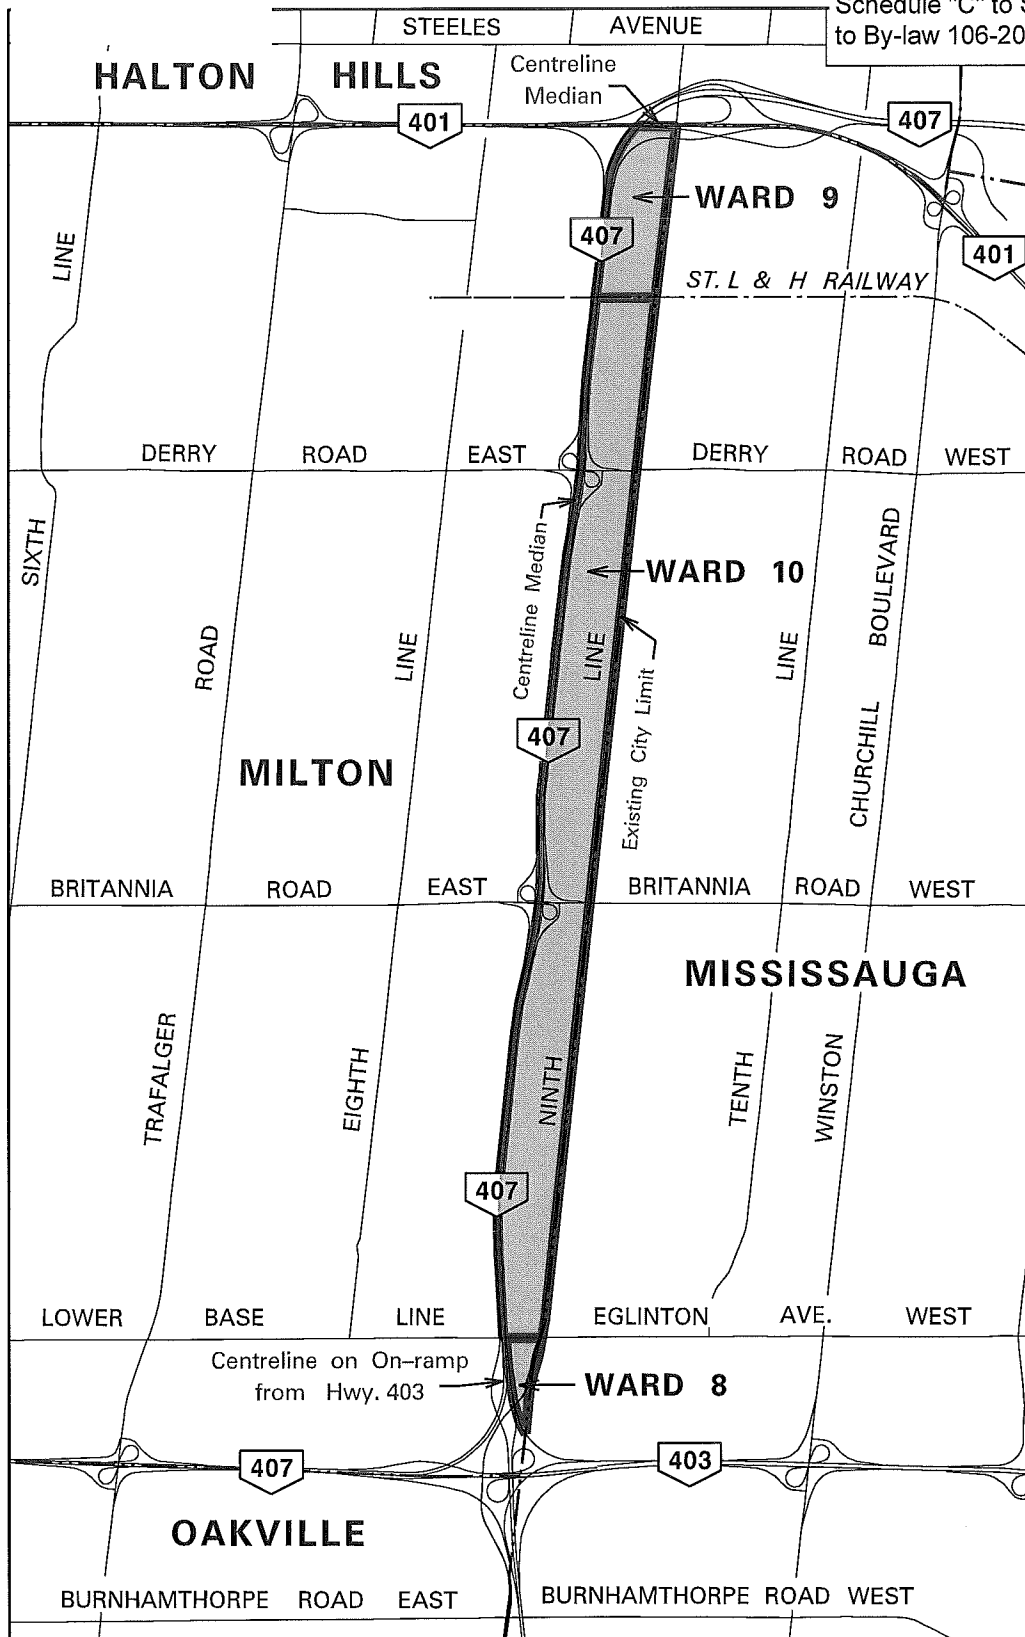 Schedule "C" to
to By-law 106-20
STEELES AVENUE
HALTON HILLS
Centreline
Median
401
407
WARD 9
407
401
ST. L & H RAILWAY
LINE
DERRY ROAD EAST
DERRY ROAD WEST
SIXTH
Centreline Median
WARD 10
BOULEVARD
ROAD
LINE
LINE
LINE
Existing City Limit
407
CHURCHILL
MILTON
BRITANNIA ROAD EAST
BRITANNIA ROAD WEST
MISSISSAUGA
TRAFALGER
EIGHTH
NINTH
TENTH
WINSTON
407
LOWER BASE LINE
EGLINTON AVE. WEST
Centreline on On-ramp
from Hwy. 403
WARD 8
407
403
OAKVILLE
BURNHAMTHORPE ROAD EAST
BURNHAMTHORPE ROAD WEST